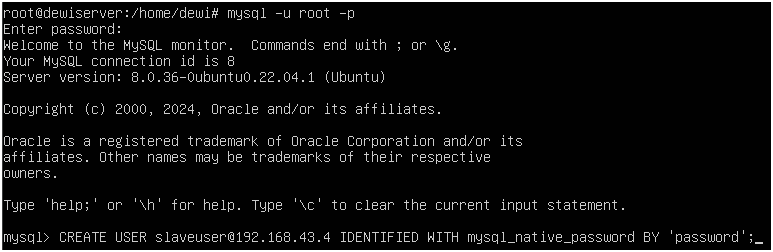 root@dewiserver:/home/dewi# mysql -u root -p
Enter password:
Welcome to the MySQL monitor.  Commands end with ; or \g.
Your MySQL connection id is 8
Server version: 8.0.36-0ubuntu0.22.04.1 (Ubuntu)

Copyright (c) 2000, 2024, Oracle and/or its affiliates.

Oracle is a registered trademark of Oracle Corporation and/or its
affiliates. Other names may be trademarks of their respective
owners.

Type 'help;' or '\h' for help. Type '\c' to clear the current input statement.

mysql> CREATE USER slaveuser@192.168.43.4 IDENTIFIED WITH mysql_native_password BY 'password';_